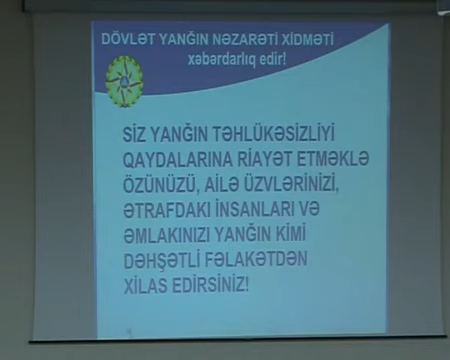 DÖVLƏT YANĞIN NƏZARƏTİ XİDMƏTİ
xəbərdarlıq edir!
SİZ YANĞIN TƏHLÜKƏSİZLİYİ
QAYDALARINA RİAYƏT ETMƏKLƏ
ÖZÜNÜZÜ, AİLƏ ÜZVLƏRİNİZİ,
ƏTRAFDAKI İNSANLARI VƏ
ƏMLAKINIZI YANĞIN KİMİ
DƏHŞƏTLİ FƏLAKƏTDƏN
XİLAS EDİRSİNİZ!